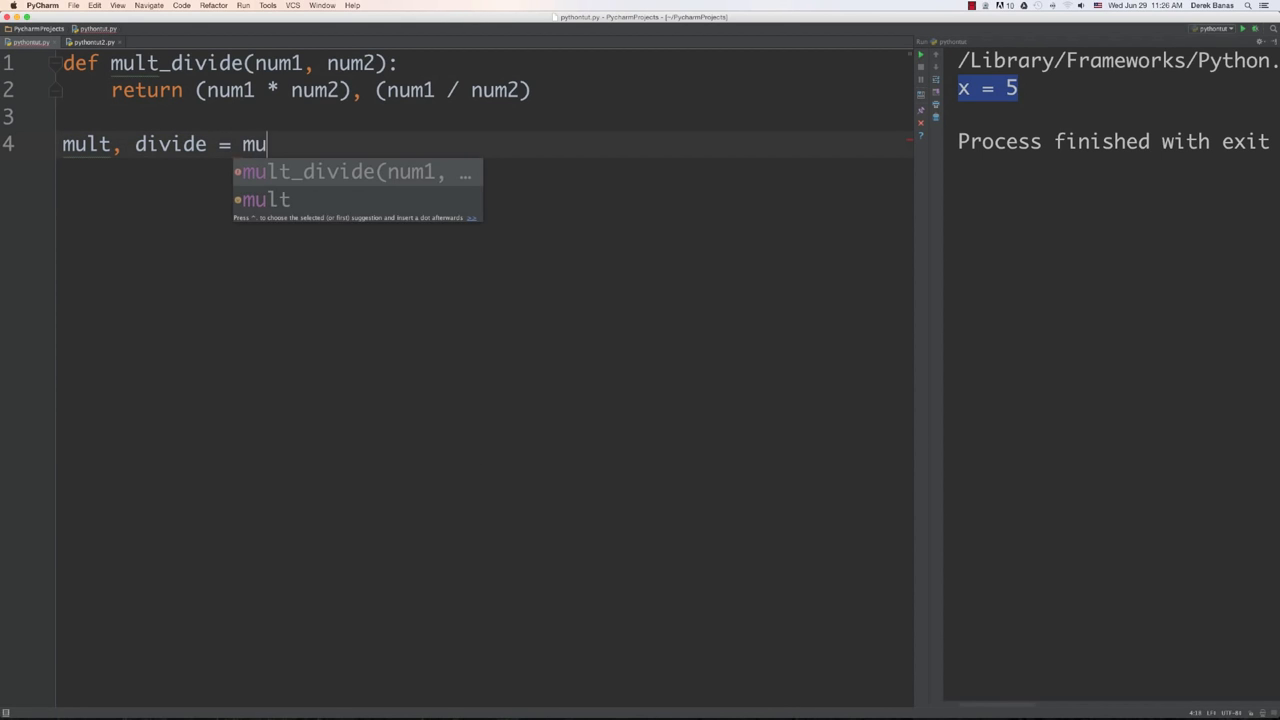 PyCharm File Edit View Navigate Code Refactor Run Tools VCS Window Help 10 Wed Jun 29 11:26 AM Derek Banas
pythontut.py - PycharmProjects - [~/PycharmProjects]
PycharmProjects pythontut.py pythontut
pythontut.py pythontut2.py Run pythontut
1 def mult_divide(num1, num2):
2 return (num1 * num2), (num1 / num2)
3
4 mult, divide = mu
mult_divide(num1, …
mult
Press ^. to choose the selected (or first) suggestion and insert a dot afterwards >>
/Library/Frameworks/Python.
x = 5
Process finished with exit
4:18 LF UTF-8